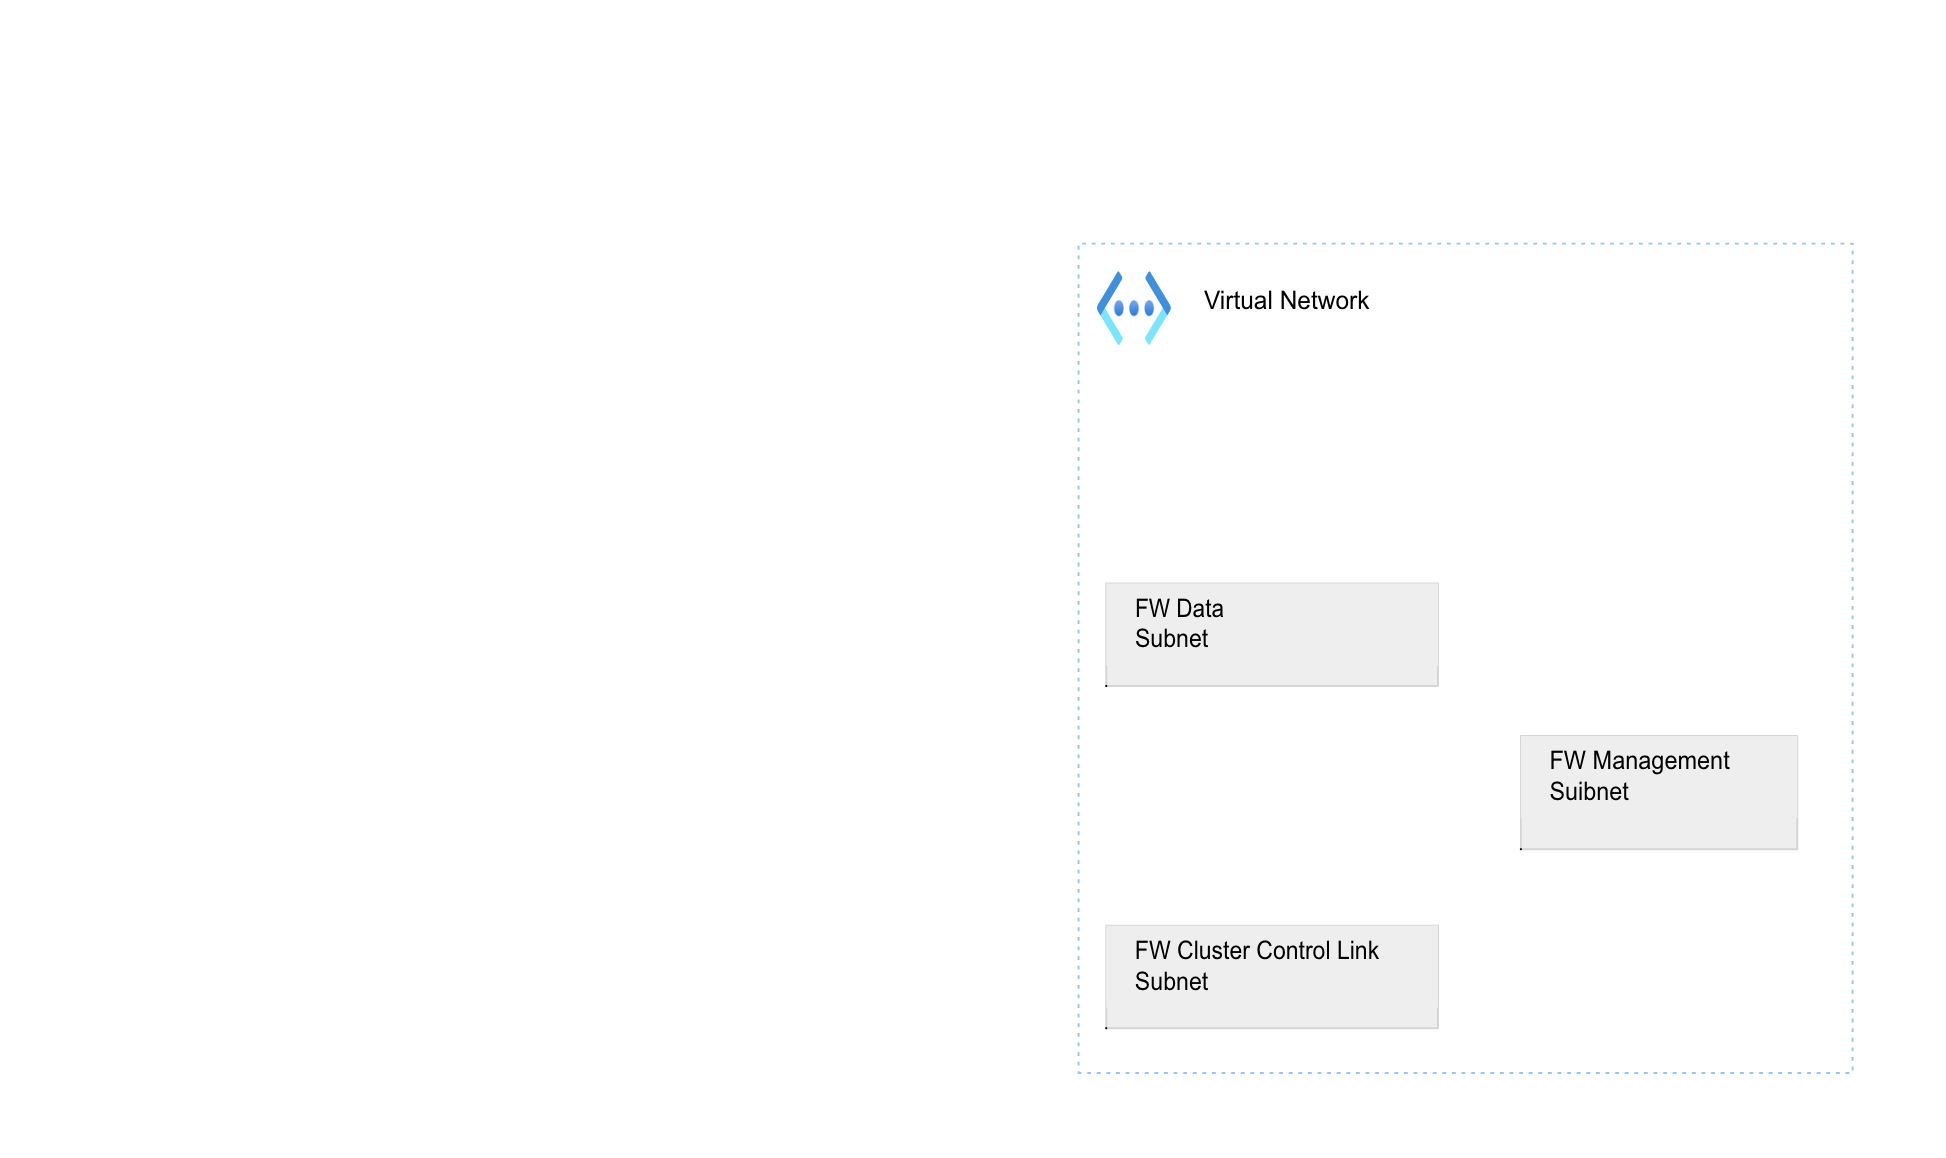 Virtual Network
FW Data
Subnet
FW Management
Suibnet
FW Cluster Control Link
Subnet